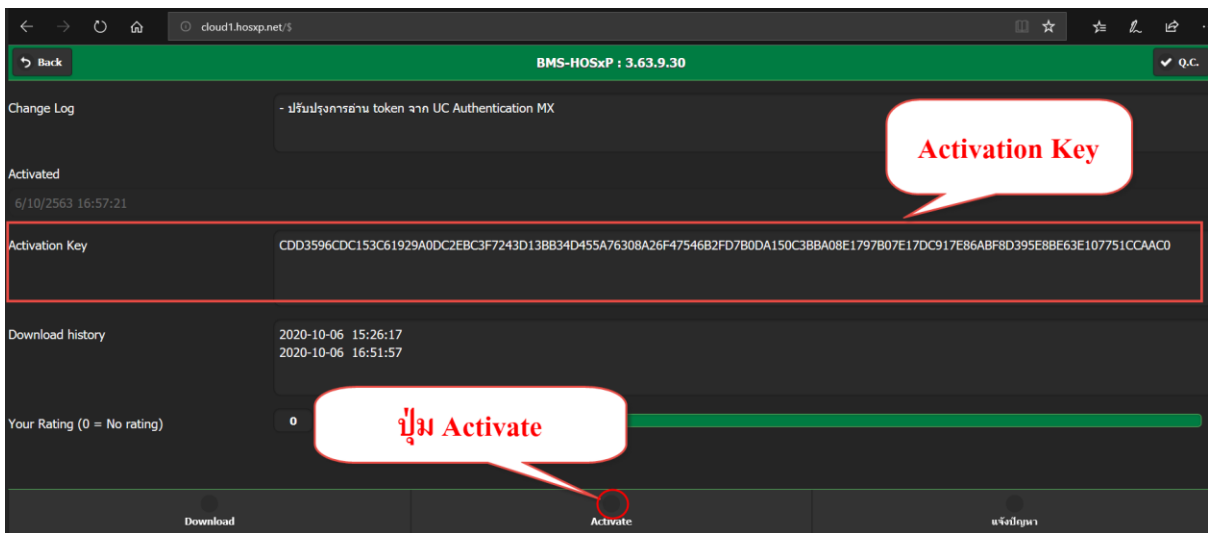 cloud1.hosxp.net/$
Back
BMS-HOSxP : 3.63.9.30
Q.C.
Change Log
- ปรับปรุงการอ่าน token จาก UC Authentication MX
Activation Key
Activated
6/10/2563 16:57:21
Activation Key
CDD3596CDC153C61929A0DC2EBC3F7243D13BB34D455A76308A26F47546B2FD7B0DA150C3BBA08E1797B07E17DC917E86ABF8D395E8BE63E107751CCAAC0
Download history
2020-10-06 15:26:17
2020-10-06 16:51:57
Your Rating (0 = No rating)
0
ปุ่ม Activate
Download
Activate
แจ้งปัญหา